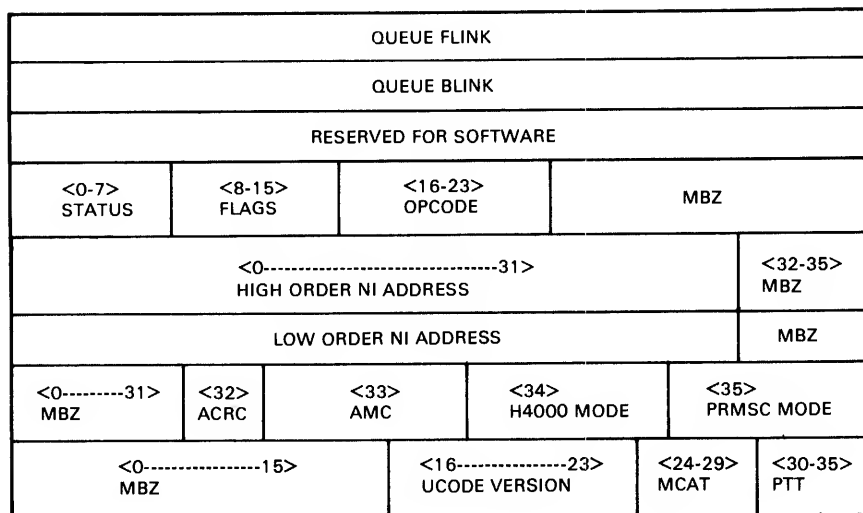 QUEUE FLINK
QUEUE BLINK
RESERVED FOR SOFTWARE
<0-7> <8-15> <16-23>
STATUS FLAGS OPCODE MBZ
<0---------------------------------31> <32-35>
HIGH ORDER NI ADDRESS MBZ
LOW ORDER NI ADDRESS MBZ
<0---------31> <32> <33> <34> <35>
MBZ ACRC AMC H4000 MODE PRMSC MODE
<0-----------------15> <16-----------------23> <24-29> <30-35>
MBZ UCODE VERSION MCAT PTT